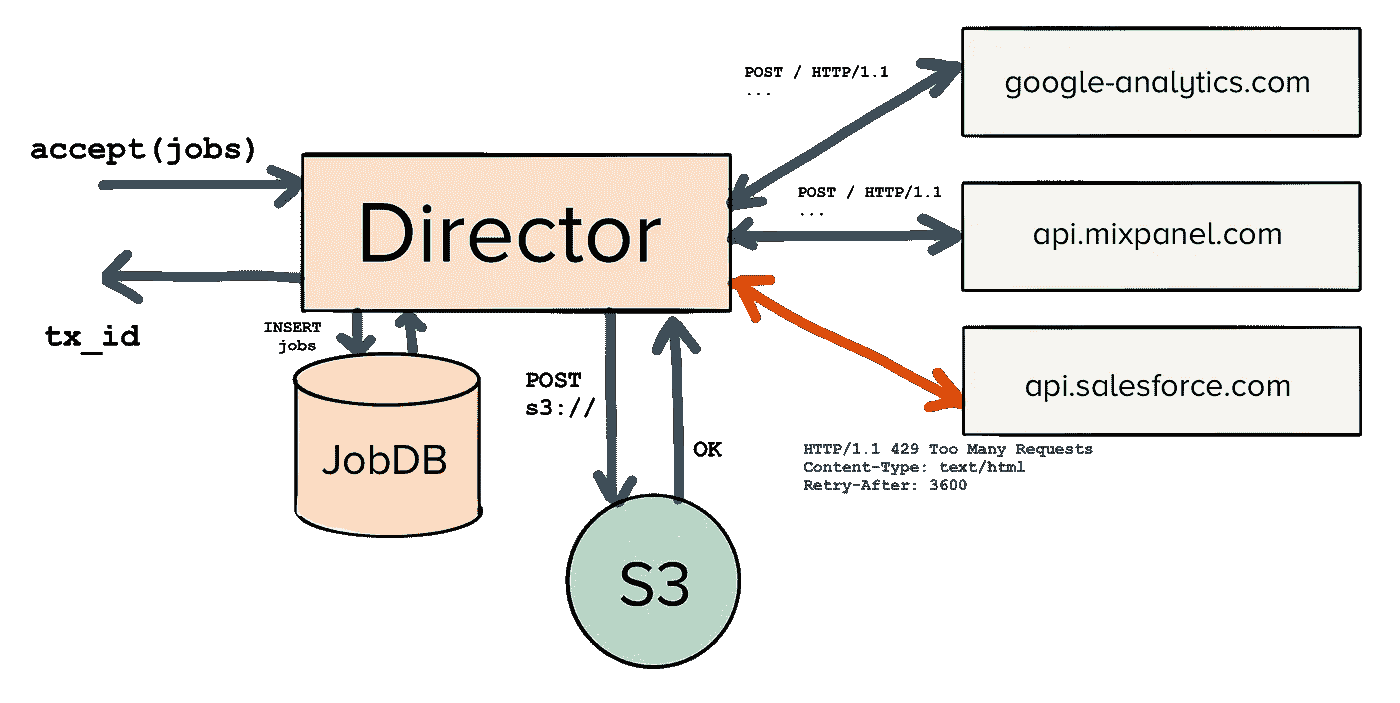 POST / HTTP/1.1
...
google-analytics.com
accept(jobs)
Director
POST / HTTP/1.1
...
api.mixpanel.com
tx_id
INSERT
jobs
POST
s3://
api.salesforce.com
JobDB
OK
HTTP/1.1 429 Too Many Requests
Content-Type: text/html
Retry-After: 3600
S3